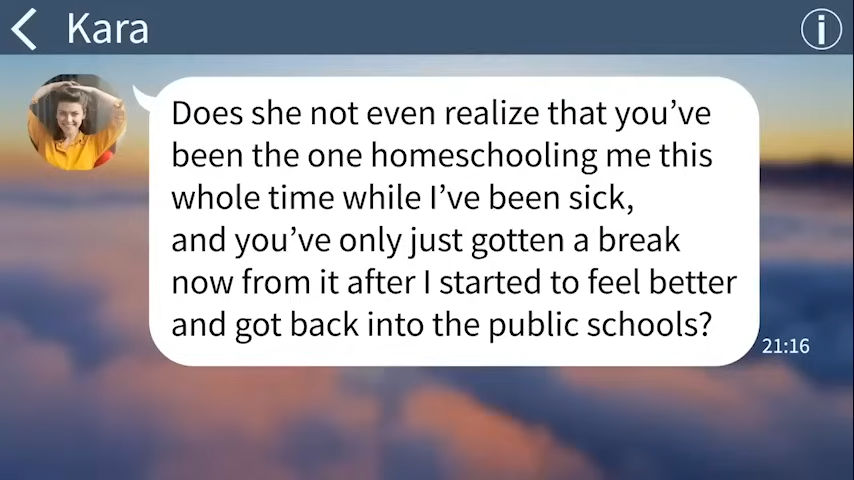 Kara
Does she not even realize that you’ve
been the one homeschooling me this
whole time while I’ve been sick,
and you’ve only just gotten a break
now from it after I started to feel better
and got back into the public schools?
21:16